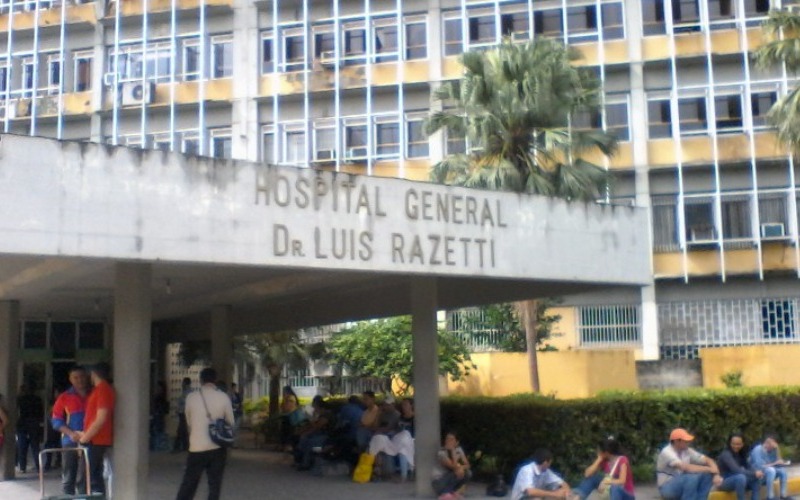 HOSPITAL GENERAL
DR LUIS RAZETTI